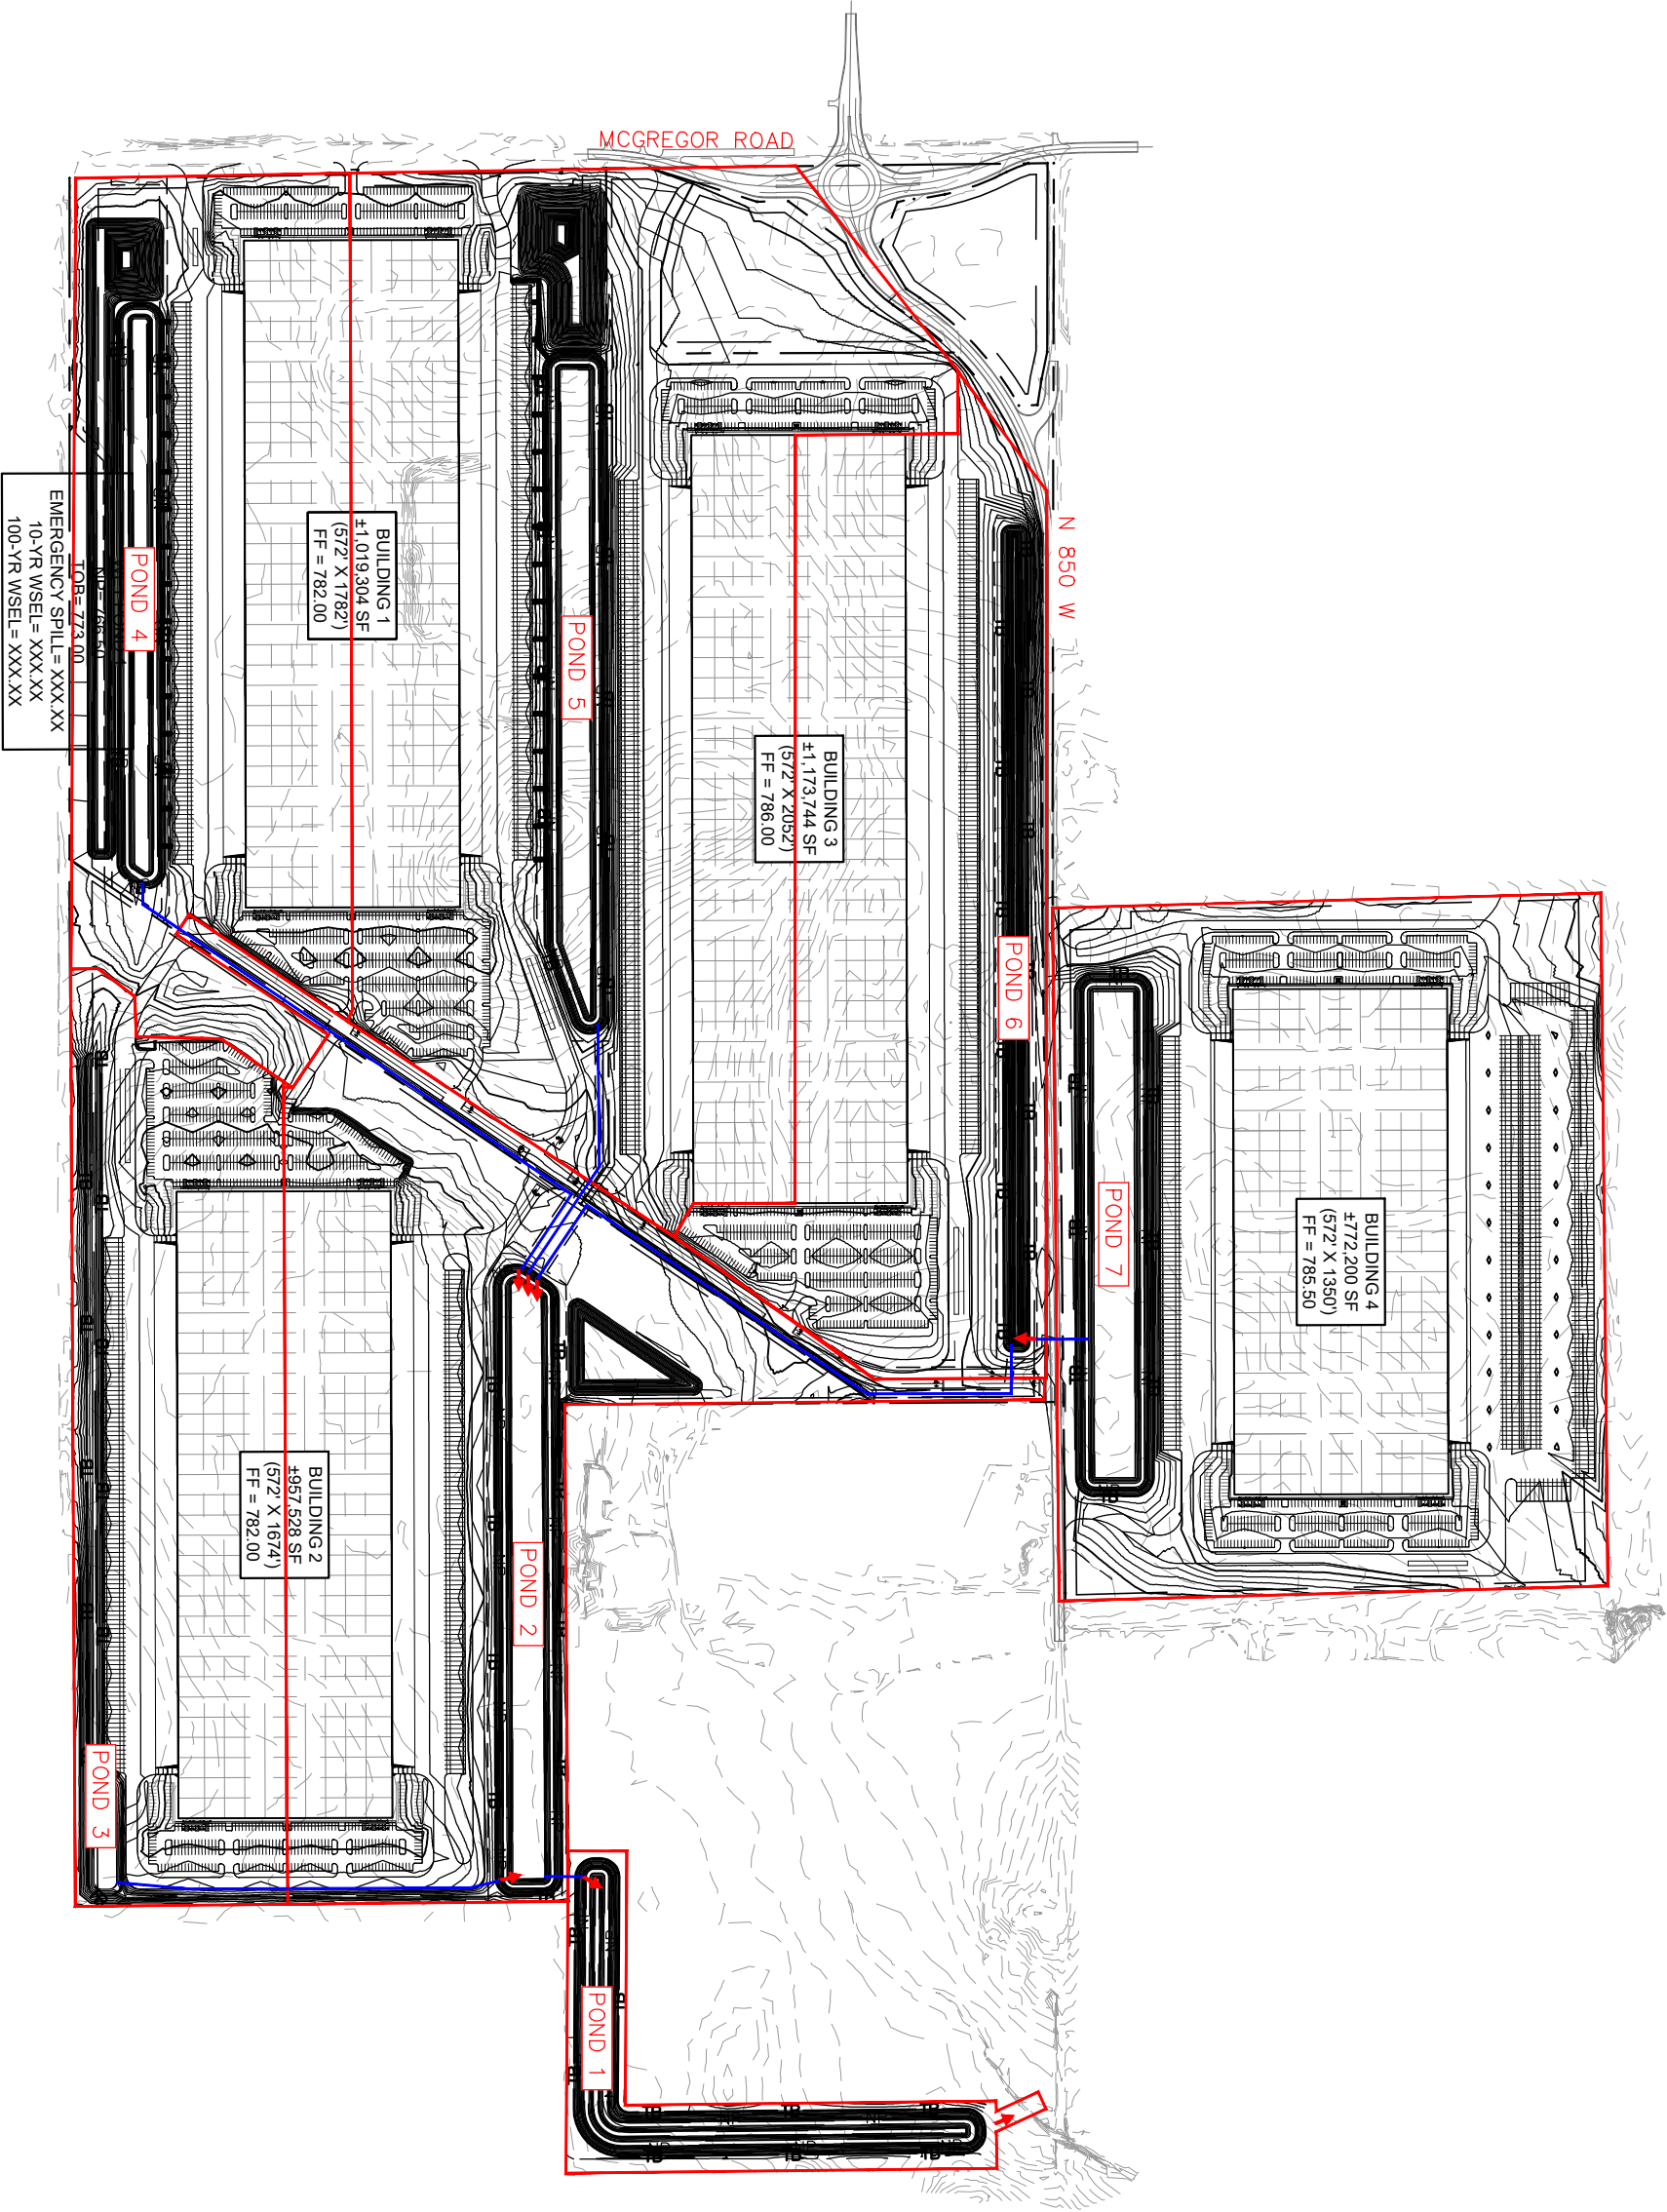 MCGREGOR ROAD
N 850 W
BUILDING 1
±1,019,304 SF
(572' X 1782')
FF = 782.00
BUILDING 3
±1,173,744 SF
(572' X 2052')
FF = 786.00
BUILDING 4
±772,200 SF
(572' X 1350')
FF = 785.50
BUILDING 2
±957,528 SF
(572' X 1674')
FF = 782.00
POND 4
POND 5
POND 6
POND 7
POND 2
POND 3
POND 1
NP= 766.50
TOB= 773.00
EMERGENCY SPILL= XXX.XX
10-YR WSEL= XXX.XX
100-YR WSEL= XXX.XX